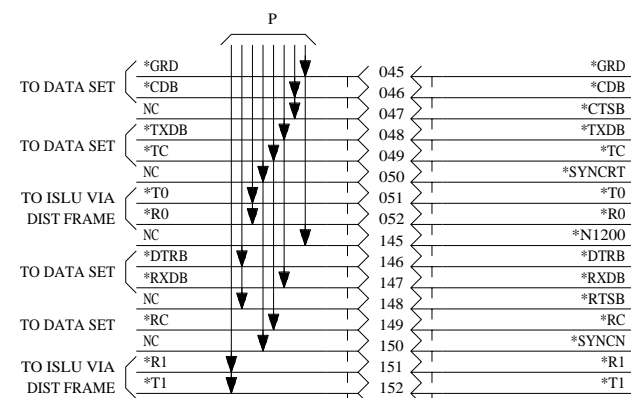 P
*GRD 045 *GRD
TO DATA SET *CDB 046 *CDB
NC 047 *CTSB
*TXDB 048 *TXDB
TO DATA SET *TC 049 *TC
NC 050 *SYNCRT
TO ISLU VIA *T0 051 *T0
DIST FRAME *R0 052 *R0
NC 145 *N1200
*DTRB 146 *DTRB
TO DATA SET *RXDB 147 *RXDB
NC 148 *RTSB
TO DATA SET *RC 149 *RC
NC 150 *SYNCN
TO ISLU VIA *R1 151 *R1
DIST FRAME *T1 152 *T1